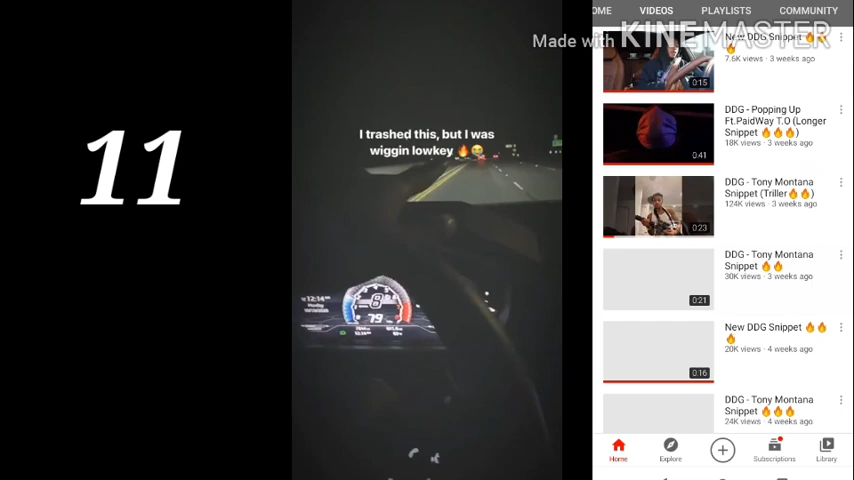 11
I trashed this, but I was
wiggin lowkey 🔥😭
12:14
Monday
8
79
Made with KINEMASTER
OME VIDEOS PLAYLISTS COMMUNITY
New DDG Snippet 🔥🔥
🔥
7.6K views · 3 weeks ago
0:15
DDG - Popping Up
Ft.PaidWay T.O (Longer
Snippet 🔥🔥🔥)
18K views · 3 weeks ago
0:41
DDG - Tony Montana
Snippet (Triller🔥🔥)
124K views · 3 weeks ago
0:23
DDG - Tony Montana
Snippet 🔥🔥
30K views · 3 weeks ago
0:21
New DDG Snippet 🔥🔥
🔥
20K views · 4 weeks ago
0:16
DDG - Tony Montana
Snippet 🔥🔥🔥
24K views · 4 weeks ago
Home Explore Subscriptions Library